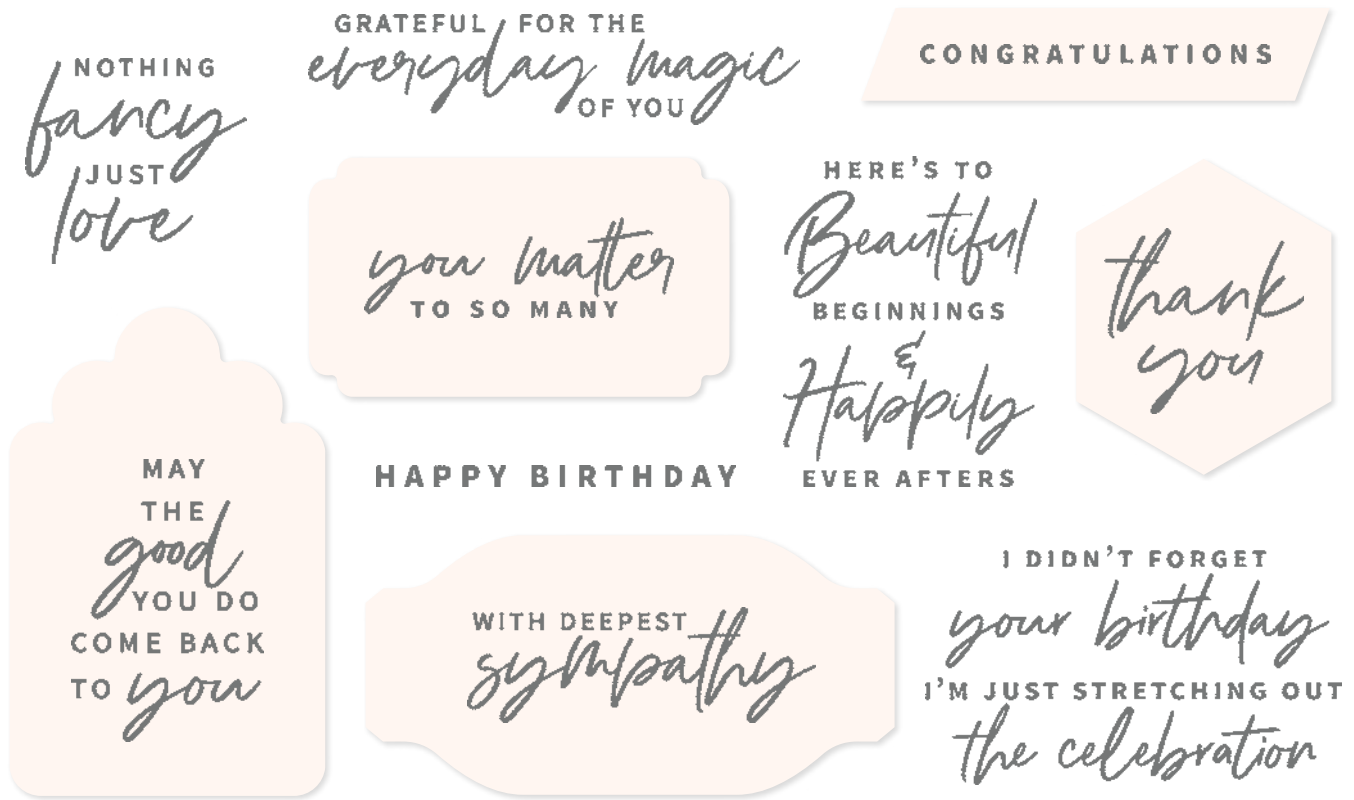 NOTHING
fancy
JUST
love
GRATEFUL FOR THE
everyday magic
OF YOU
CONGRATULATIONS
you matter
TO SO MANY
HERE'S TO
Beautiful
BEGINNINGS
&
Happily
EVER AFTERS
thank
you
MAY
THE
good
YOU DO
COME BACK
TO you
HAPPY BIRTHDAY
WITH DEEPEST
sympathy
I DIDN'T FORGET
your birthday
I'M JUST STRETCHING OUT
the celebration